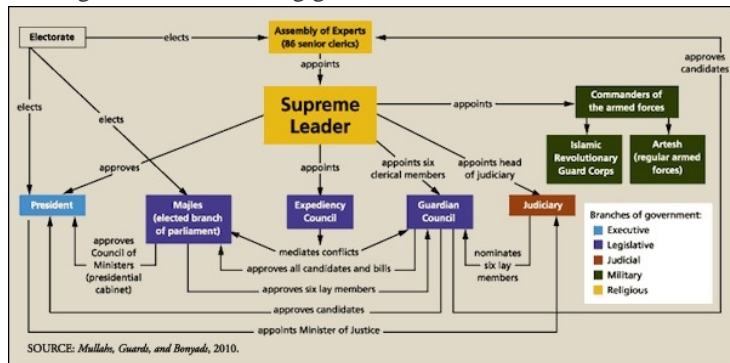 Electorate
elects
Assembly of Experts
(86 senior clerics)
approves
candidates
appoints
elects
elects
Supreme
Leader
appoints
Commanders of
the armed forces
Islamic
Revolutionary
Guard Corps
Artesh
(regular armed
forces)
approves
appoints
appoints six
clerical members
appoints head
of judiciary
President
Majles
(elected branch
of parliament)
Expediency
Council
Guardian
Council
Judiciary
Branches of government:
Executive
Legislative
Judicial
Military
Religious
approves
Council of
Ministers
(presidential
cabinet)
mediates conflicts
nominates
six lay
members
approves all candidates and bills
approves six lay members
approves candidates
appoints Minister of Justice
SOURCE: Mullahs, Guards, and Bonyads, 2010.